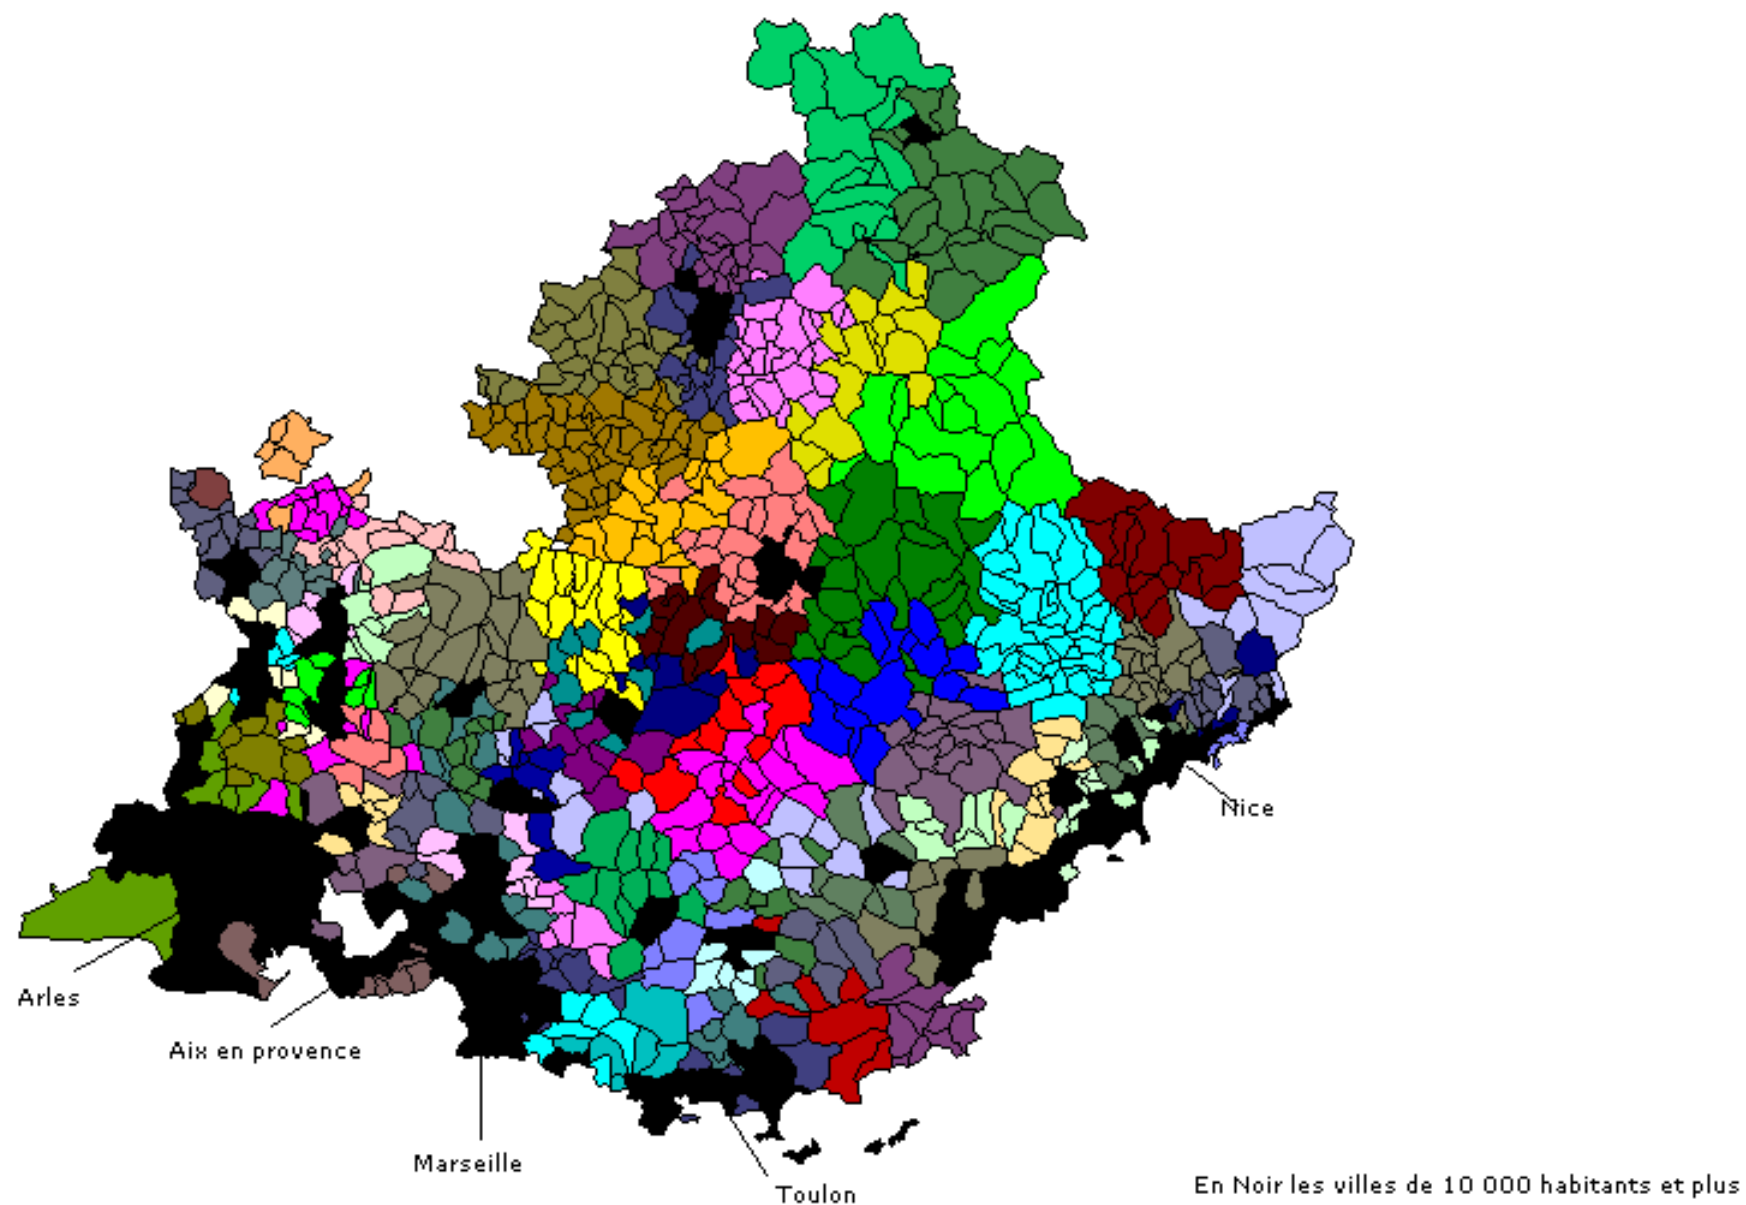 Nice
Arles
Aix en provence
Marseille
Toulon
En Noir les villes de 10 000 habitants et plus